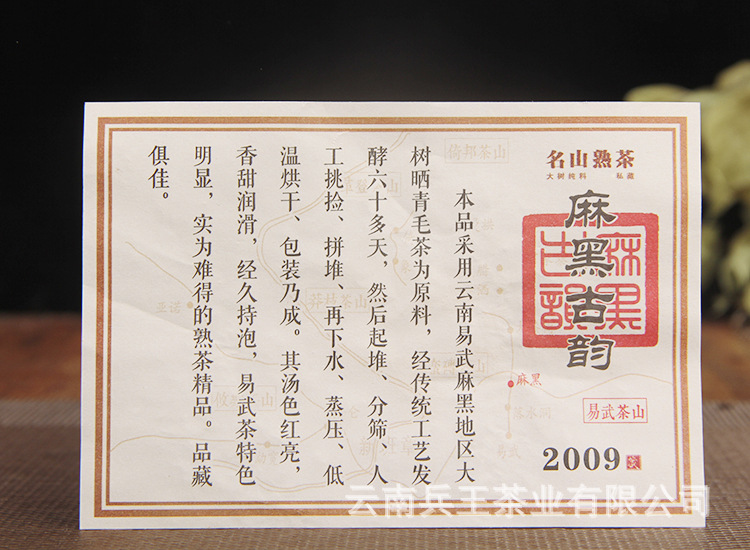 名山熟茶
大树纯料 私藏
麻黑古韵
麻黑古韻
本品采用云南易武麻黑地区大
树晒青毛茶为原料，经传统工艺发
酵六十多天，然后起堆、分筛、人
工挑捡、拼堆、再下水、蒸压、低
温烘干、包装乃成。其汤色红亮，
香甜润滑，经久持泡，易武茶特色
明显，实为难得的熟茶精品。品藏
俱佳。
倚邦茶山
莽枝茶山
麻黑
易武茶山
2009
云南兵王茶业有限公司